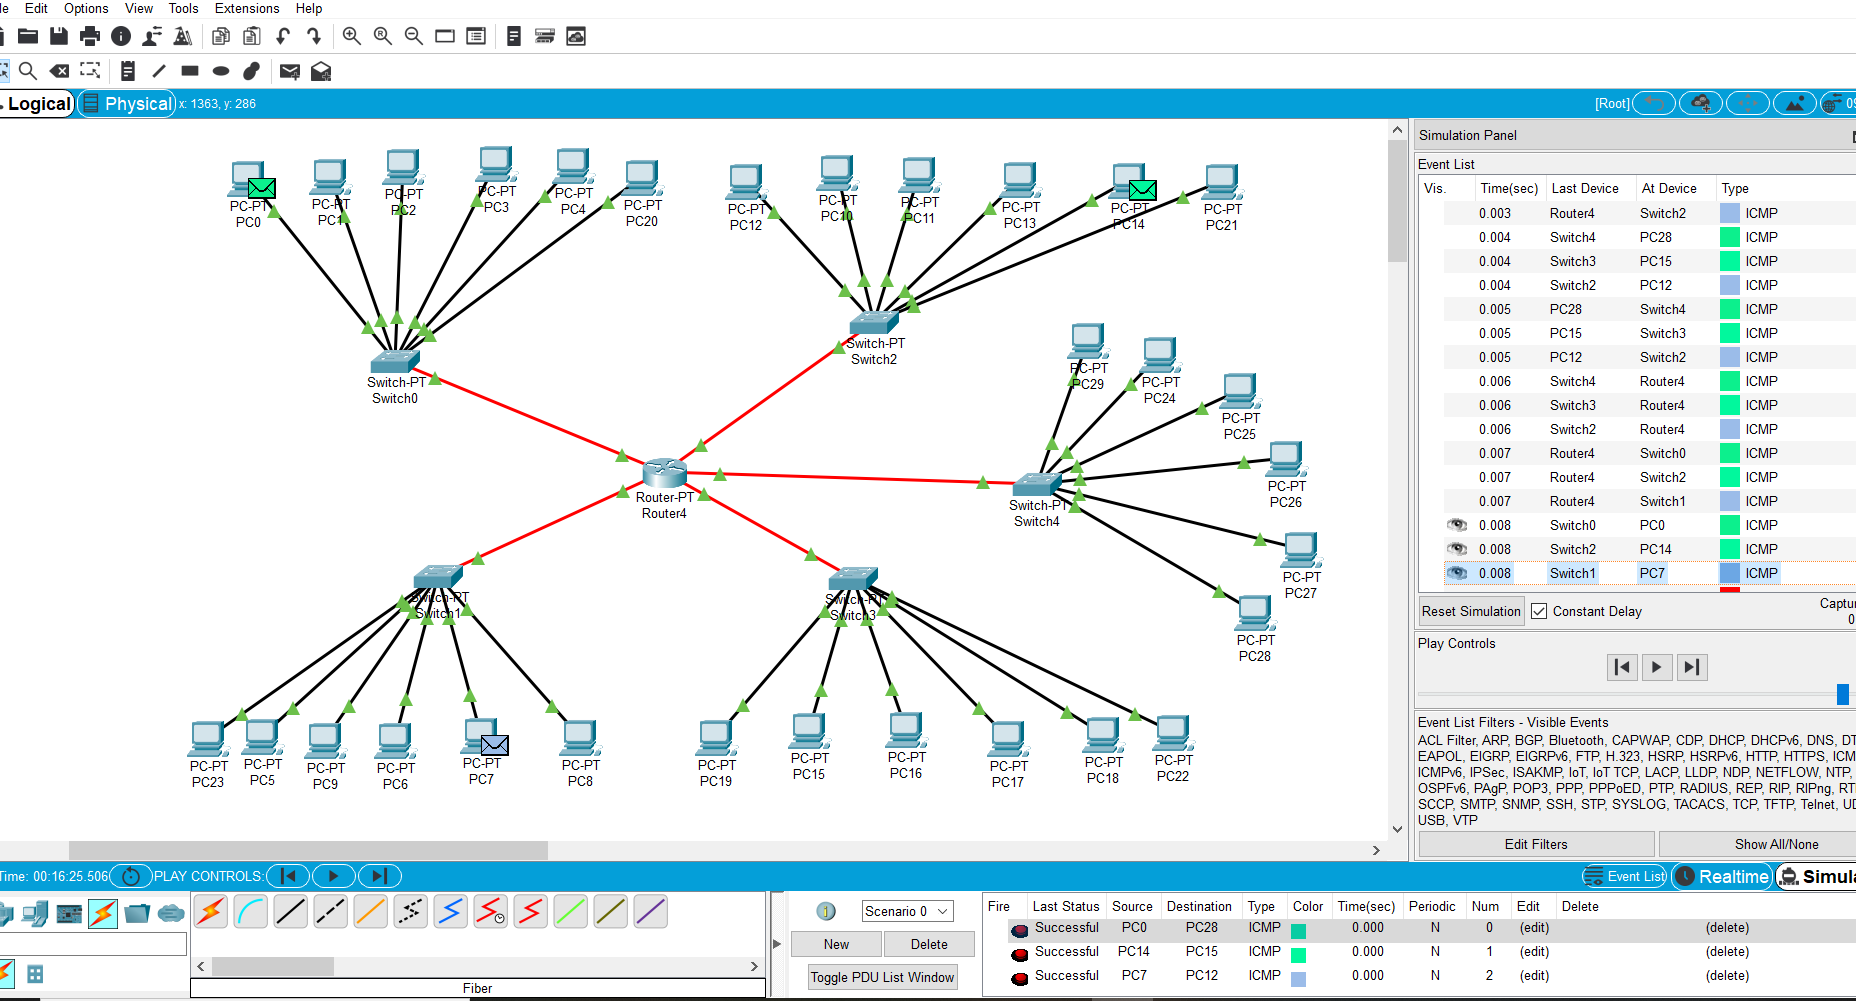 le Edit Options View Tools Extensions Help
Logical Physical x: 1363, y: 286 [Root] 09
PC-PT PC0
PC-PT PC1
PC-PT PC2
PC-PT PC3
PC-PT PC4
PC-PT PC20
PC-PT PC12
PC-PT PC10
PC-PT PC11
PC-PT PC13
PC-PT PC14
PC-PT PC21
Switch-PT Switch0
Switch-PT Switch2
PC-PT PC29
PC-PT PC24
PC-PT PC25
PC-PT PC26
PC-PT PC27
PC-PT PC28
Router-PT Router4
Switch-PT Switch4
Switch-PT Switch1
Switch-PT Switch3
PC-PT PC23
PC-PT PC5
PC-PT PC9
PC-PT PC6
PC-PT PC7
PC-PT PC8
PC-PT PC19
PC-PT PC15
PC-PT PC16
PC-PT PC17
PC-PT PC18
PC-PT PC22
Simulation Panel
Event List
Vis. Time(sec) Last Device At Device Type
0.003 Router4 Switch2 ICMP
0.004 Switch4 PC28 ICMP
0.004 Switch3 PC15 ICMP
0.004 Switch2 PC12 ICMP
0.005 PC28 Switch4 ICMP
0.005 PC15 Switch3 ICMP
0.005 PC12 Switch2 ICMP
0.006 Switch4 Router4 ICMP
0.006 Switch3 Router4 ICMP
0.006 Switch2 Router4 ICMP
0.007 Router4 Switch0 ICMP
0.007 Router4 Switch2 ICMP
0.007 Router4 Switch1 ICMP
0.008 Switch0 PC0 ICMP
0.008 Switch2 PC14 ICMP
0.008 Switch1 PC7 ICMP
Reset Simulation Constant Delay Captu
0
Play Controls
Event List Filters - Visible Events
ACL Filter, ARP, BGP, Bluetooth, CAPWAP, CDP, DHCP, DHCPv6, DNS, DT
EAPOL, EIGRP, EIGRPv6, FTP, H.323, HSRP, HSRPv6, HTTP, HTTPS, ICM
ICMPv6, IPSec, ISAKMP, IoT, IoT TCP, LACP, LLDP, NDP, NETFLOW, NTP,
OSPFv6, PAgP, POP3, PPP, PPPoED, PTP, RADIUS, REP, RIP, RIPng, RT
SCCP, SMTP, SNMP, SSH, STP, SYSLOG, TACACS, TCP, TFTP, Telnet, UD
USB, VTP
Edit Filters Show All/None
Time: 00:16:25.506 PLAY CONTROLS: Event List Realtime Simula
Scenario 0
New Delete
Toggle PDU List Window
Fiber
Fire Last Status Source Destination Type Color Time(sec) Periodic Num Edit Delete
Successful PC0 PC28 ICMP 0.000 N 0 (edit) (delete)
Successful PC14 PC15 ICMP 0.000 N 1 (edit) (delete)
Successful PC7 PC12 ICMP 0.000 N 2 (edit) (delete)